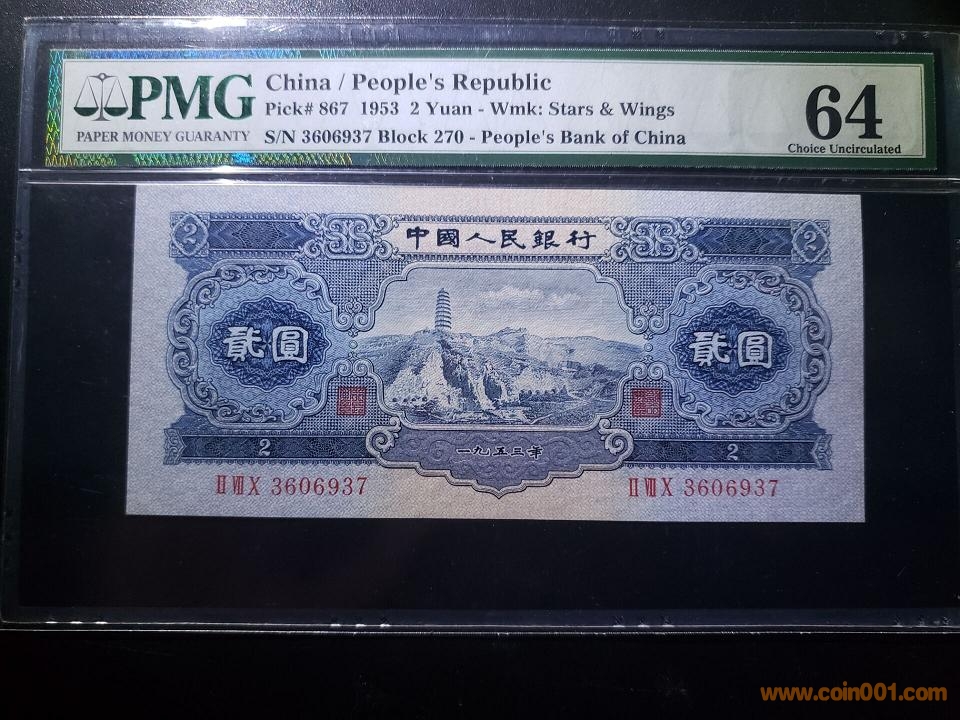 PMG
PAPER MONEY GUARANTY
China / People's Republic
Pick# 867 1953 2 Yuan - Wmk: Stars & Wings
S/N 3606937 Block 270 - People's Bank of China
64
Choice Uncirculated
2
中國人民銀行
2
貳圓
貳圓
2
一九五三年
2
ⅡⅦX 3606937
ⅡⅦX 3606937
www.coin001.com